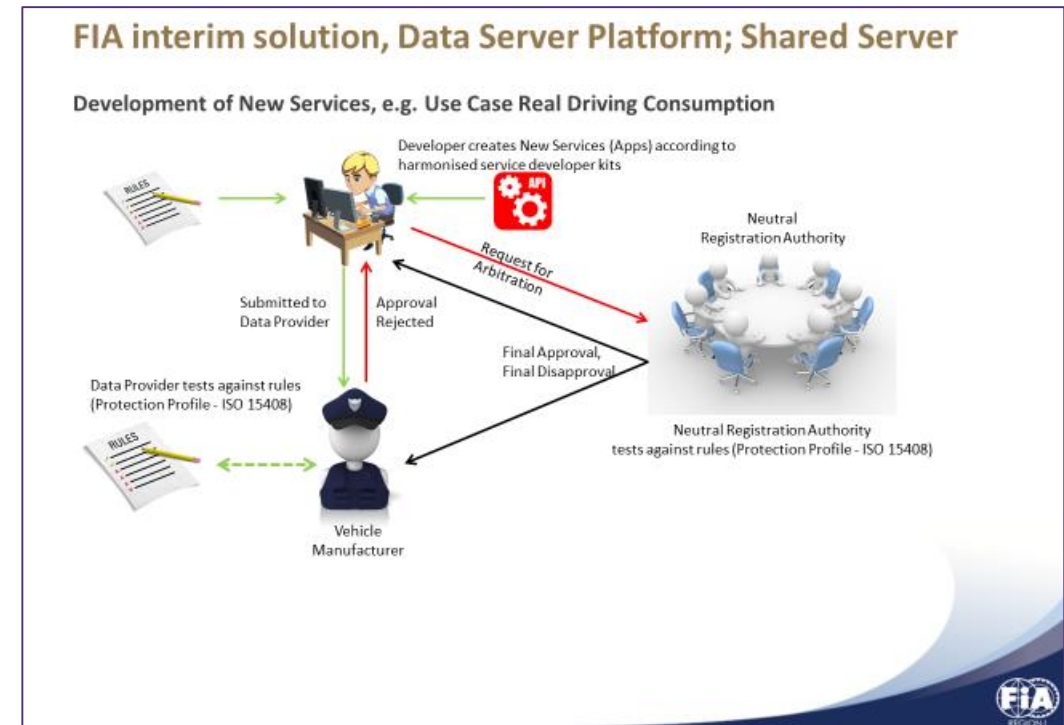 FIA interim solution, Data Server Platform; Shared Server
Development of New Services, e.g. Use Case Real Driving Consumption
Developer creates New Services (Apps) according to
harmonised service developer kits
RULES
API
Neutral
Registration Authority
Request for
Arbitration
Submitted to
Data Provider
Approval
Rejected
Final Approval,
Final Disapproval
Data Provider tests against rules
(Protection Profile - ISO 15408)
RULES
Neutral Registration Authority
tests against rules (Protection Profile - ISO 15408)
Vehicle
Manufacturer
FIA
REGION I